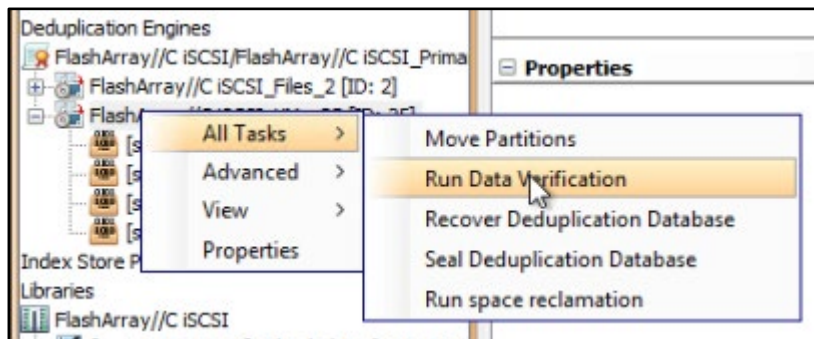 Deduplication Engines
FlashArray//C iSCSI/FlashArray//C iSCSI_Prima
FlashArray//C iSCSI_Files_2 [ID: 2]
[s
[s
[s
[s
Index Store P
Libraries
FlashArray//C iSCSI
Properties
All Tasks
Advanced
View
Properties
Move Partitions
Run Data Verification
Recover Deduplication Database
Seal Deduplication Database
Run space reclamation